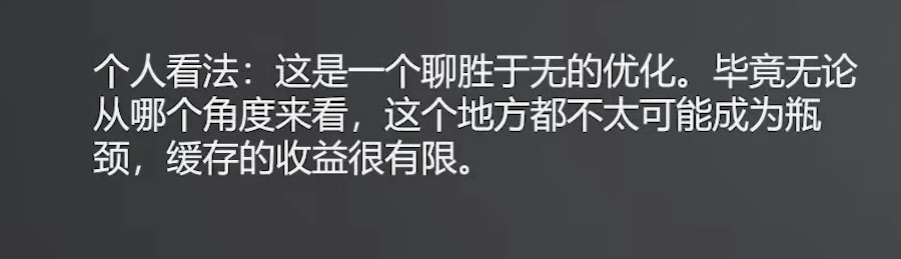 个人看法：这是一个聊胜于无的优化。毕竟无论
从哪个角度来看，这个地方都不太可能成为瓶
颈，缓存的收益很有限。